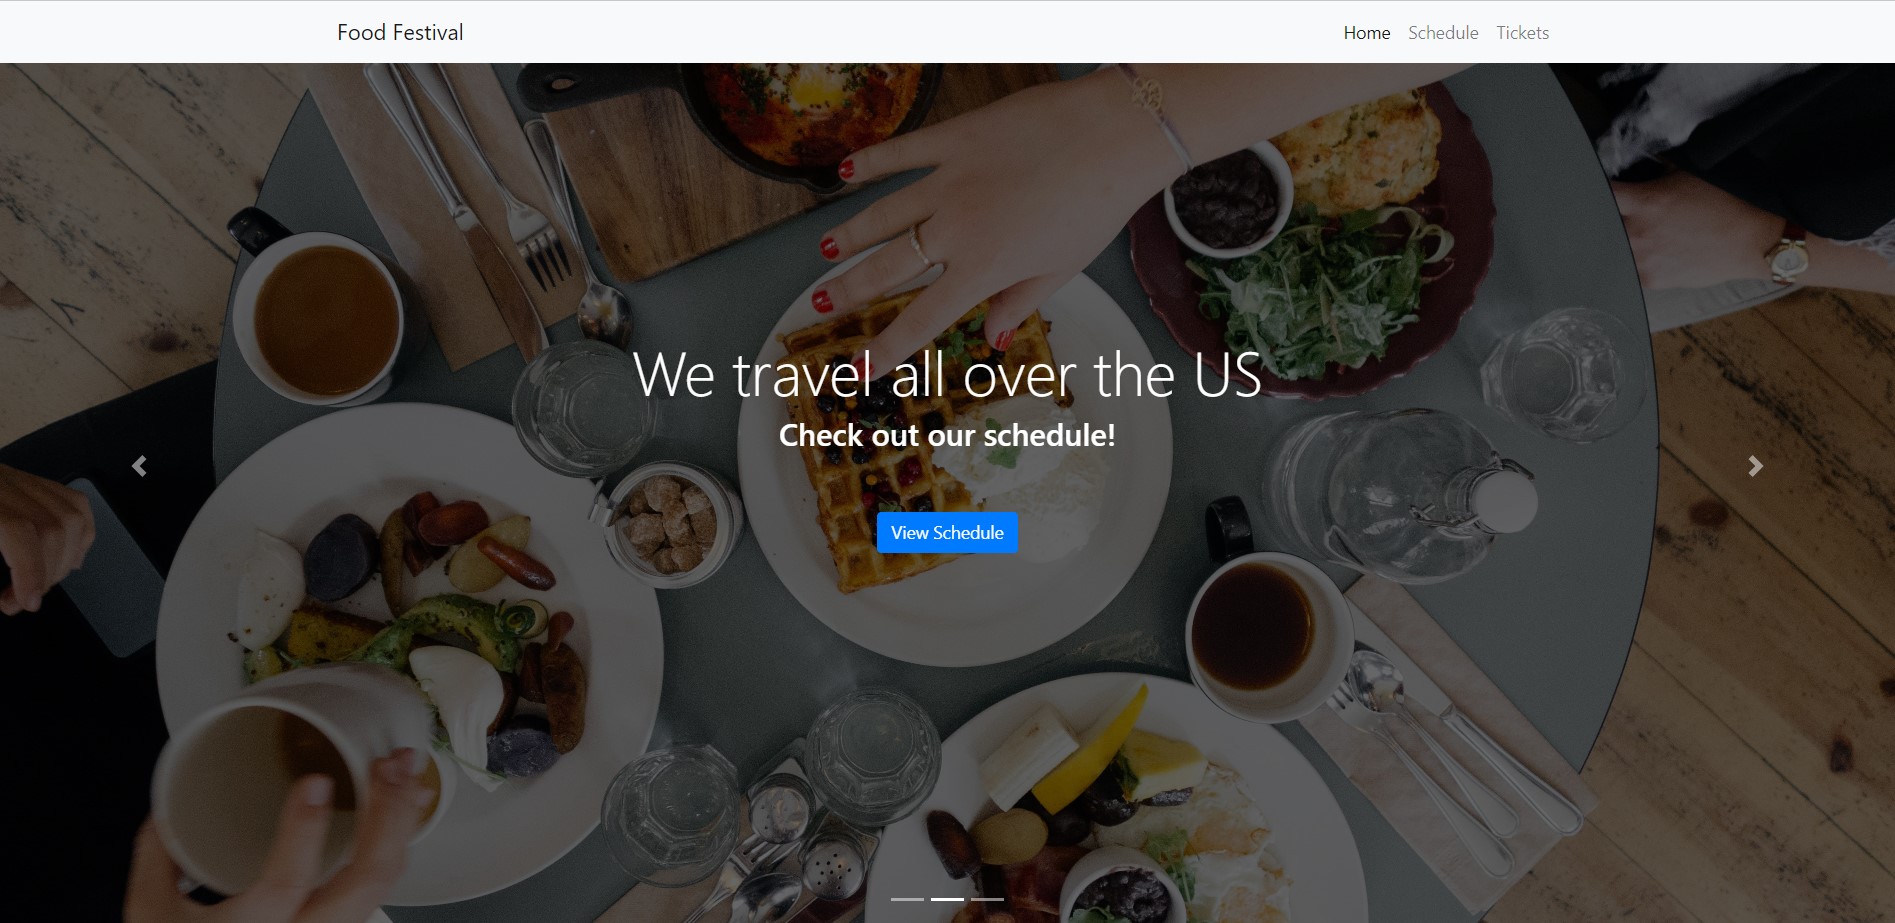 Food Festival
Home Schedule Tickets
We travel all over the US
Check out our schedule!
View Schedule